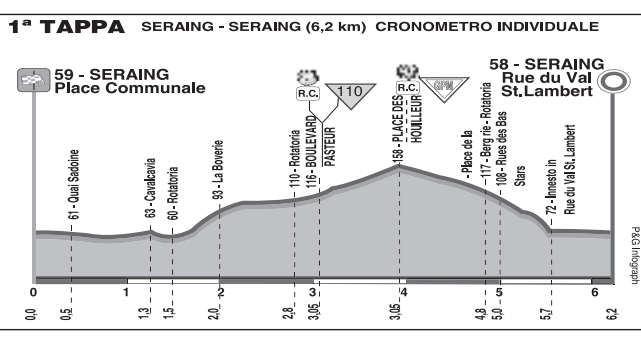 1ª TAPPA SERAING - SERAING (6,2 km) CRONOMETRO INDIVIDUALE
59 - SERAING
Place Communale
58 - SERAING
Rue du Val
St.Lambert
R.C.
110
R.C.
GPM
61 - Quai Sadoine
63 - Cavalcavia
60 - Rotatoria
93 - La Boverie
110 - Rotatoria
116 - BOULEVARD
PASTEUR
158 - PLACE DES
HOUILLEUR
- Place de la
117 - Berg rie - Rotatoria
108 - Rues des Bas
Stars
72 - Innesto in
Rue du Val St. Lambert
P&G Infograph
0 1 2 3 4 5 6
0,0 0,5 1,3 1,5 2,0 2,8 3,05 3,05 4,8 5,0 5,7 6,2